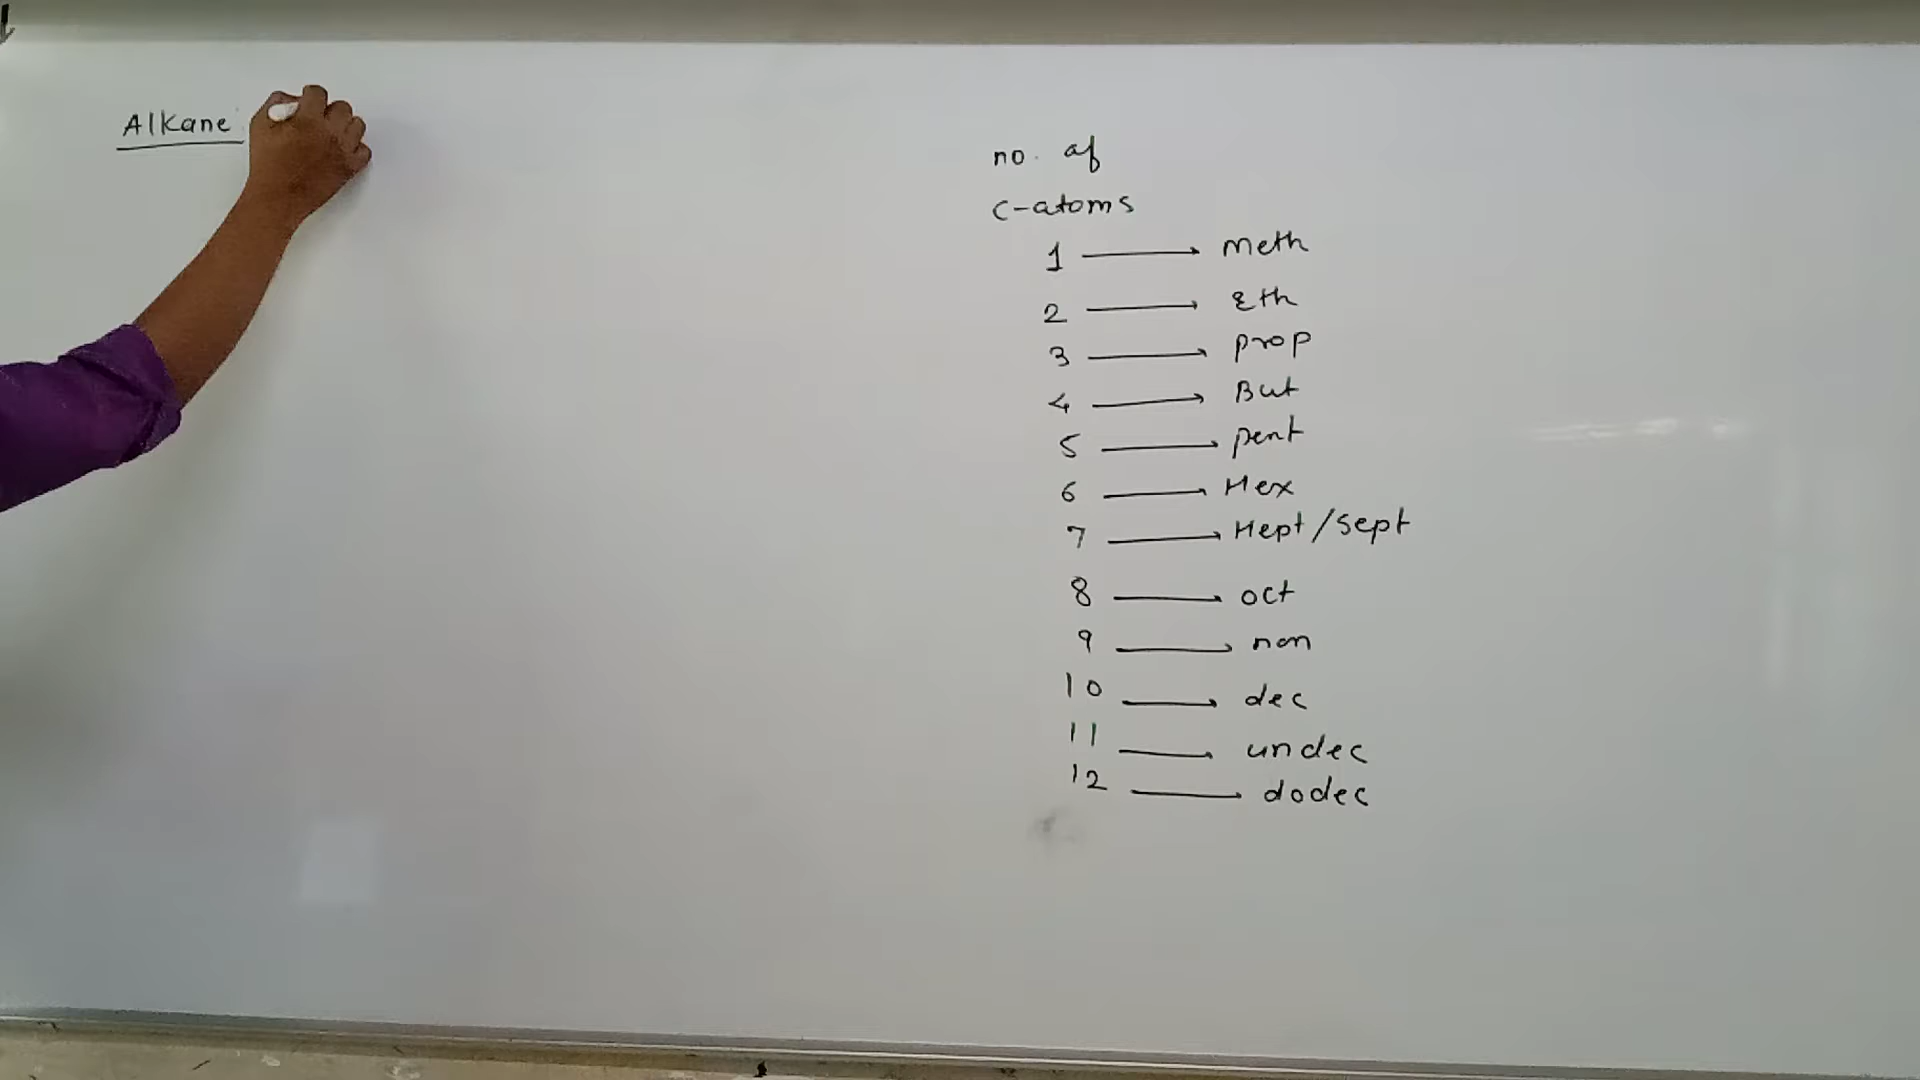 Alkane:
no. of
C-atoms
1 → Meth
2 → Eth
3 → prop
4 → But
5 → pent
6 → Hex
7 → Hept/Sept
8 → oct
9 → non
10 → dec
11 → undec
12 → dodec